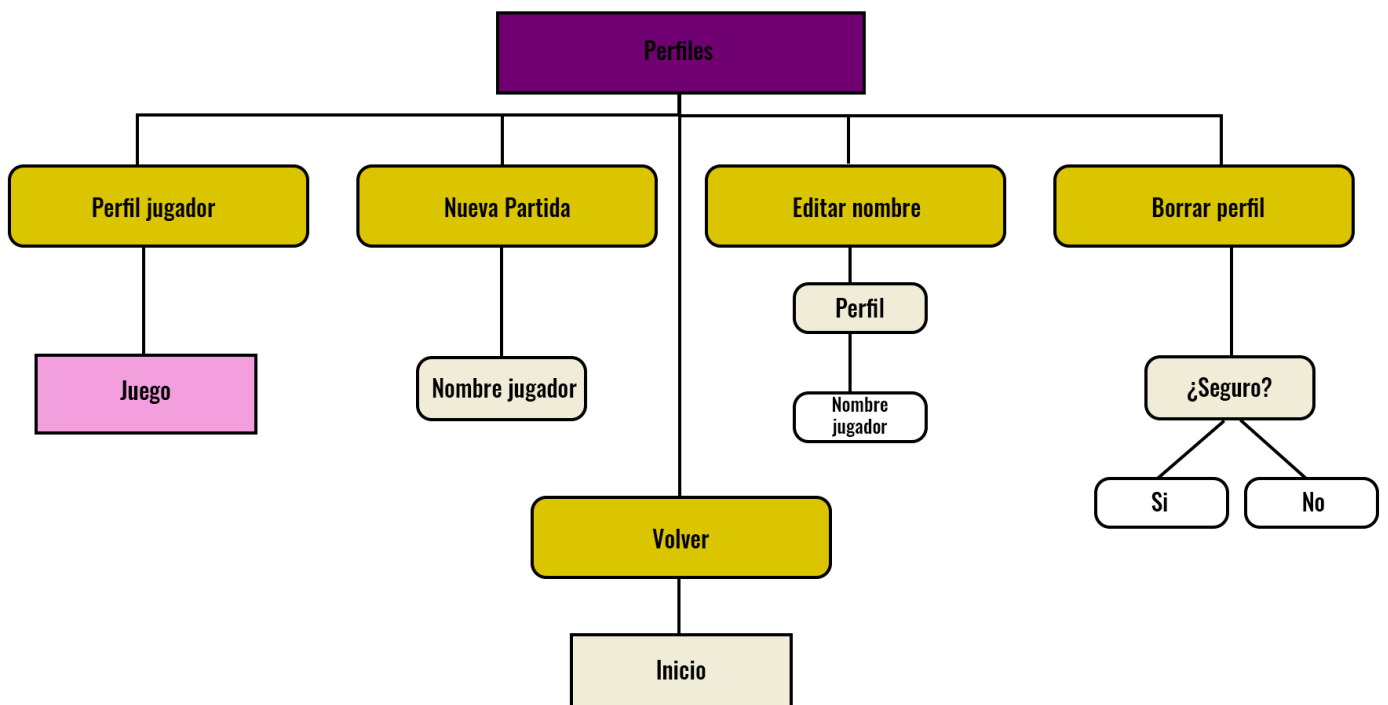 Perfiles
Perfil jugador
Nueva Partida
Editar nombre
Borrar perfil
Perfil
Juego
Nombre jugador
Nombre
jugador
¿Seguro?
Si
No
Volver
Inicio